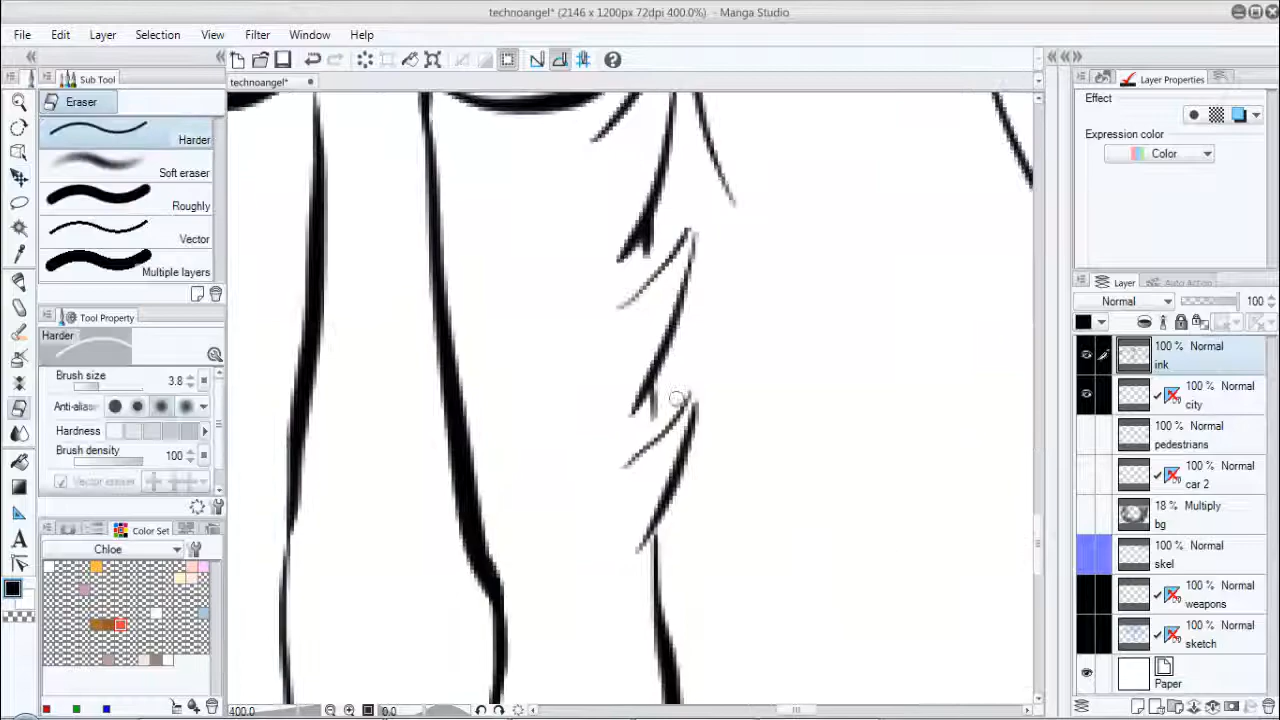 technoangel* (2146 x 1200px 72dpi 400.0%) - Manga Studio
File Edit Layer Selection View Filter Window Help
Sub Tool
technoangel*
Layer Properties
Eraser
Effect
Harder
Expression color
Color
Soft eraser
Roughly
Vector
Multiple layers
Layer
Auto Action
Normal 100
Tool Property
Harder
100 % Normal
ink
Brush size 3.8
100 % Normal
city
Anti-alias
Hardness
100 % Normal
pedestrians
Brush density 100
100 % Normal
car 2
Vector eraser
18 % Multiply
bg
Color Set
Chloe
100 % Normal
skel
100 % Normal
weapons
100 % Normal
sketch
Paper
400.0 0.0